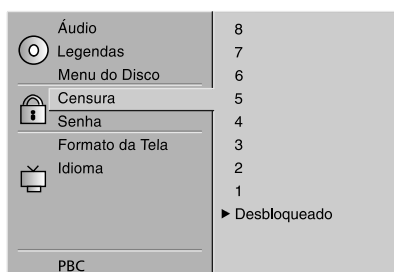 Áudio
Legendas
Menu do Disco
Censura
Senha
Formato da Tela
Idioma
PBC
8
7
6
5
4
3
2
1
Desbloqueado